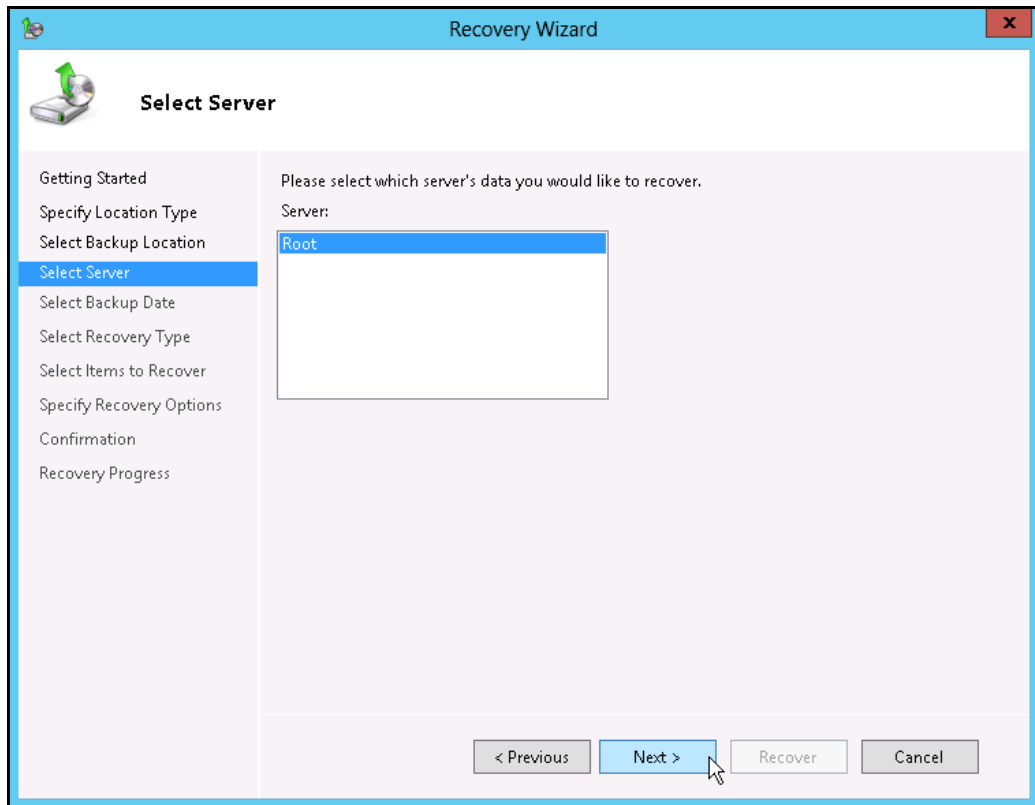 Recovery Wizard
x
Select Server
Getting Started
Specify Location Type
Select Backup Location
Select Server
Select Backup Date
Select Recovery Type
Select Items to Recover
Specify Recovery Options
Confirmation
Recovery Progress
Please select which server's data you would like to recover.
Server:
Root
< Previous
Next >
Recover
Cancel